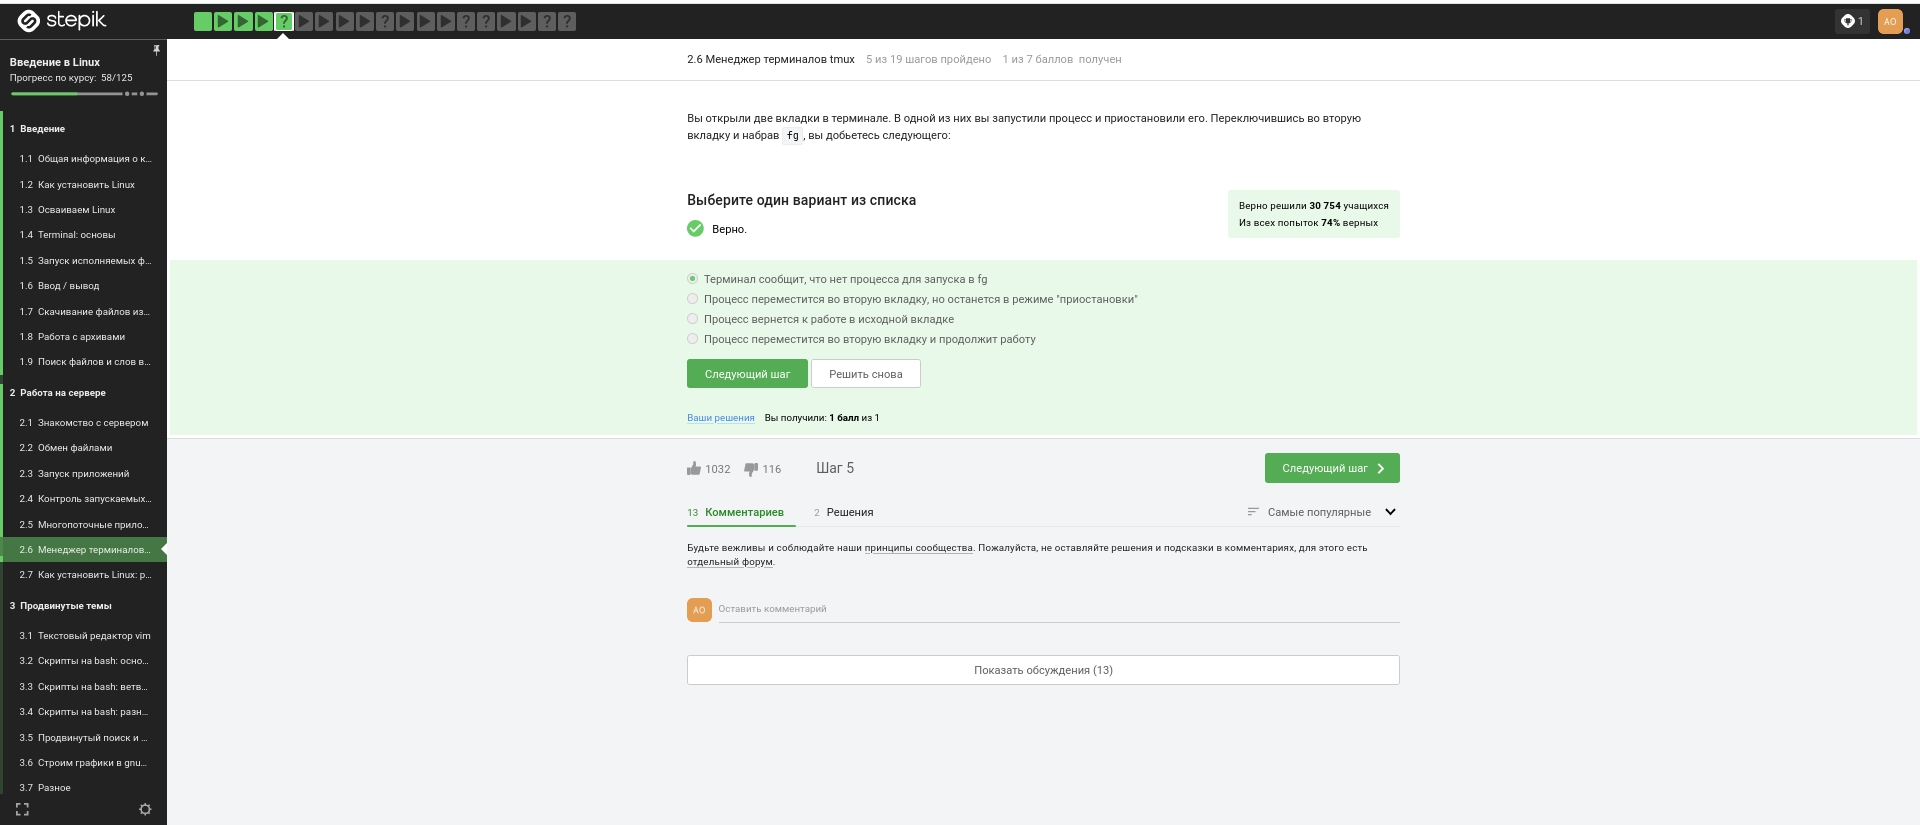 stepik
?
?
?
?
?
?
1
AO
Введение в Linux
Прогресс по курсу: 58/125
1 Введение
1.1 Общая информация о к...
1.2 Как установить Linux
1.3 Осваиваем Linux
1.4 Terminal: основы
1.5 Запуск исполняемых ф...
1.6 Ввод / вывод
1.7 Скачивание файлов из...
1.8 Работа с архивами
1.9 Поиск файлов и слов в...
2 Работа на сервере
2.1 Знакомство с сервером
2.2 Обмен файлами
2.3 Запуск приложений
2.4 Контроль запускаемых...
2.5 Многопоточные прило...
2.6 Менеджер терминалов...
2.7 Как установить Linux: р...
3 Продвинутые темы
3.1 Текстовый редактор vim
3.2 Скрипты на bash: осно...
3.3 Скрипты на bash: ветв...
3.4 Скрипты на bash: разн...
3.5 Продвинутый поиск и ...
3.6 Строим графики в gnu...
3.7 Разное
2.6 Менеджер терминалов tmux 5 из 19 шагов пройдено 1 из 7 баллов получен
Вы открыли две вкладки в терминале. В одной из них вы запустили процесс и приостановили его. Переключившись во вторую
вкладку и набрав fg, вы добьетесь следующего:
Выберите один вариант из списка
Верно.
Верно решили 30 754 учащихся
Из всех попыток 74% верных
Терминал сообщит, что нет процесса для запуска в fg
Процесс переместится во вторую вкладку, но останется в режиме "приостановки"
Процесс вернется к работе в исходной вкладке
Процесс переместится во вторую вкладку и продолжит работу
Следующий шаг Решить снова
Ваши решения Вы получили: 1 балл из 1
1032 116 Шаг 5 Следующий шаг
13 Комментариев 2 Решения Самые популярные
Будьте вежливы и соблюдайте наши принципы сообщества. Пожалуйста, не оставляйте решения и подсказки в комментариях, для этого есть
отдельный форум.
AO Оставить комментарий
Показать обсуждения (13)